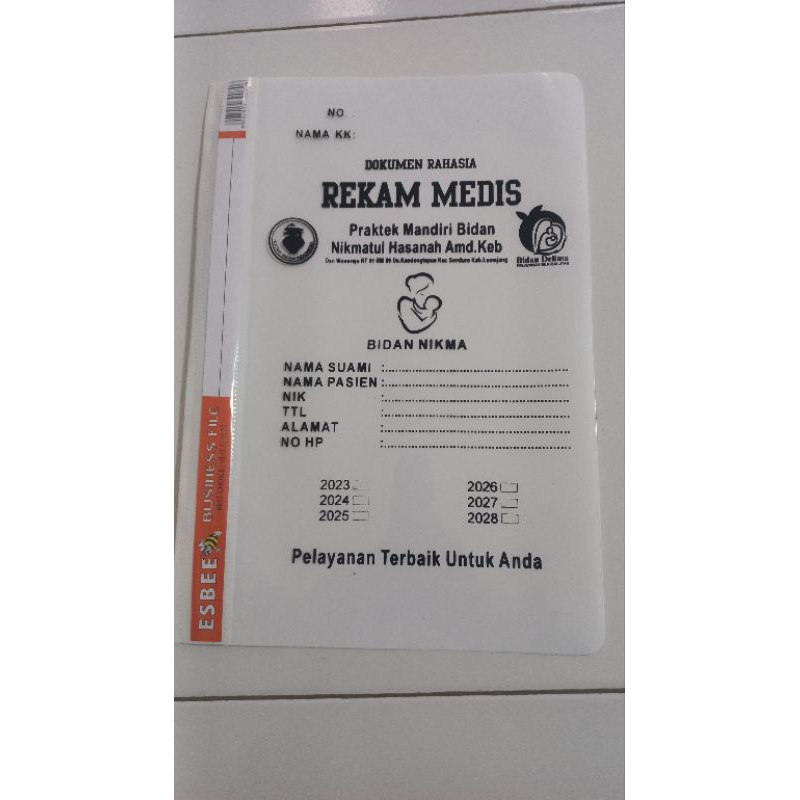 NO.
NAMA KK:
DOKUMEN RAHASIA
REKAM MEDIS
Praktek Mandiri Bidan
Nikmatul Hasanah Amd.Keb
Bidan Delima
BIDAN NIKMA
NAMA SUAMI :
NAMA PASIEN :
NIK :
TTL :
ALAMAT :
NO HP :
2023
2024
2025
2026
2027
2028
Pelayanan Terbaik Untuk Anda
ESBEE BUSINESS FILE